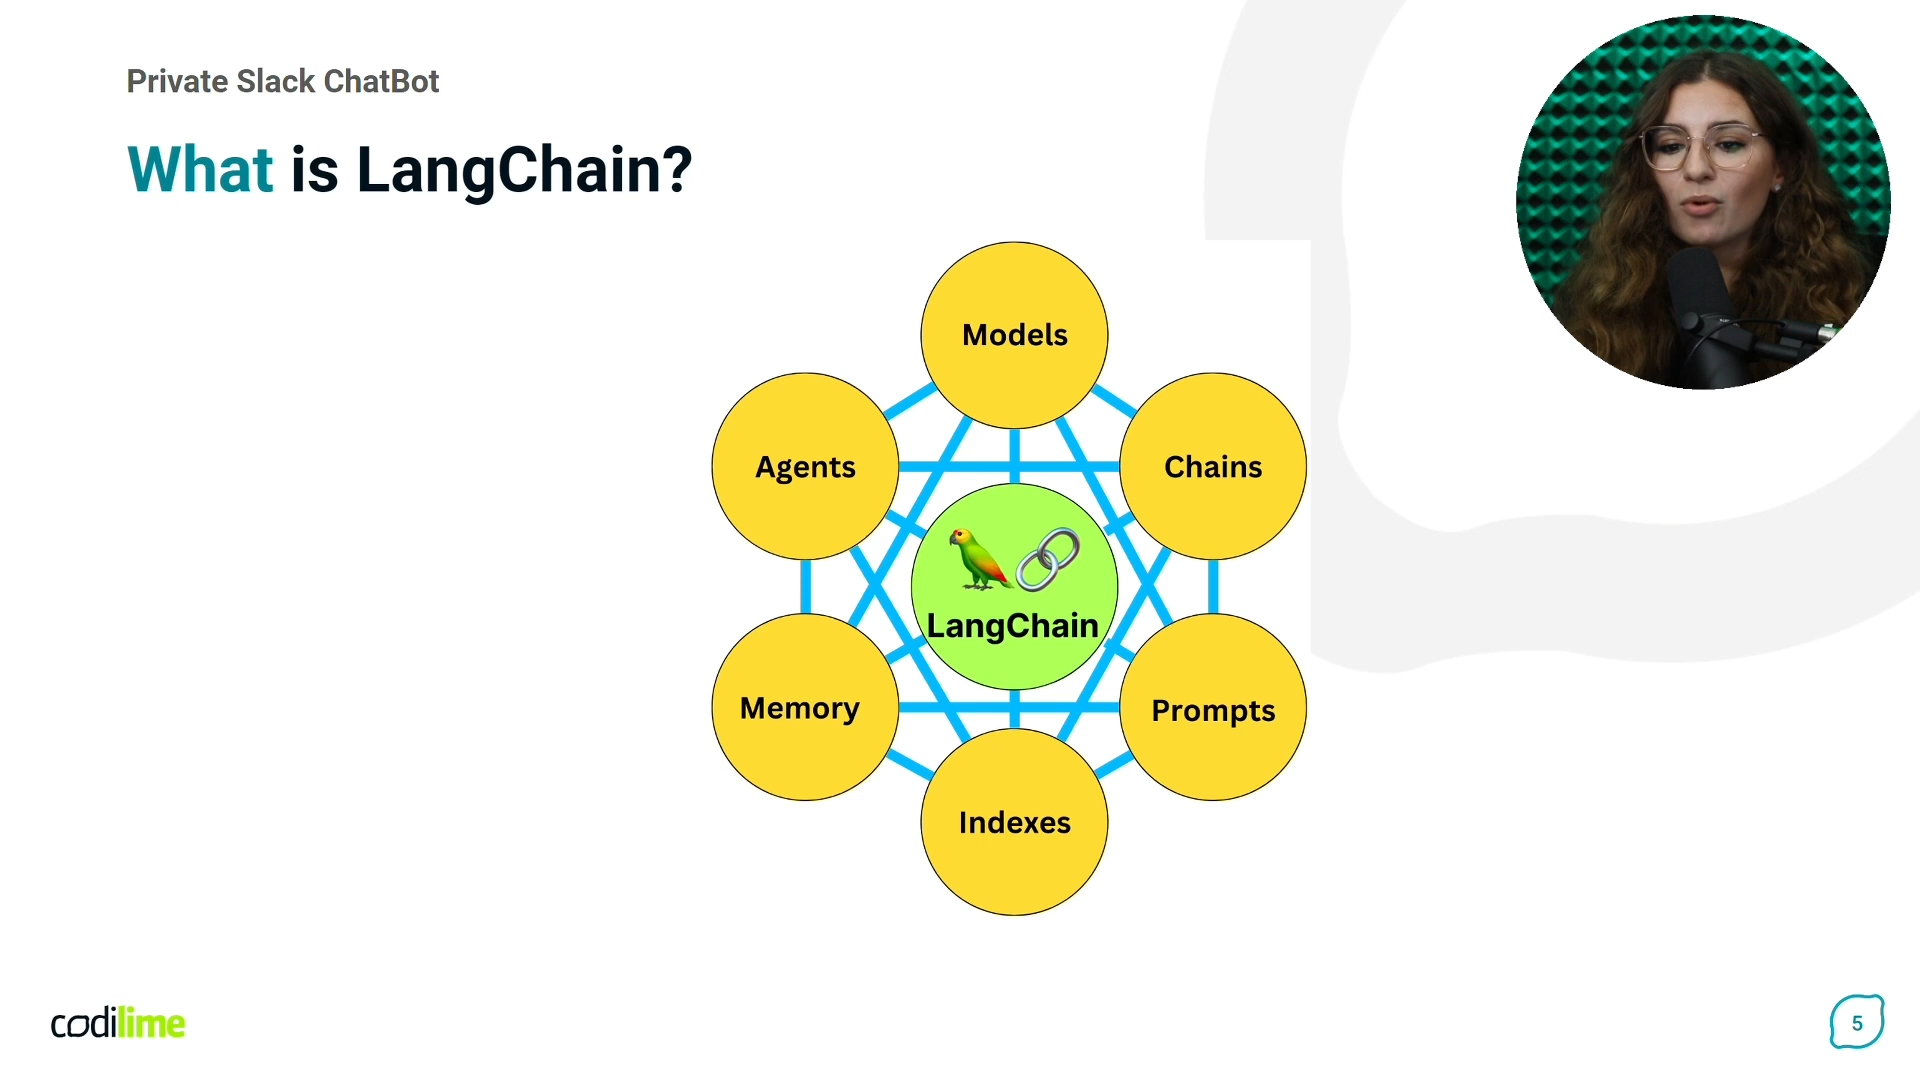 Private Slack ChatBot
What is LangChain?
Models
Agents
Chains
LangChain
Memory
Prompts
Indexes
codilime
5